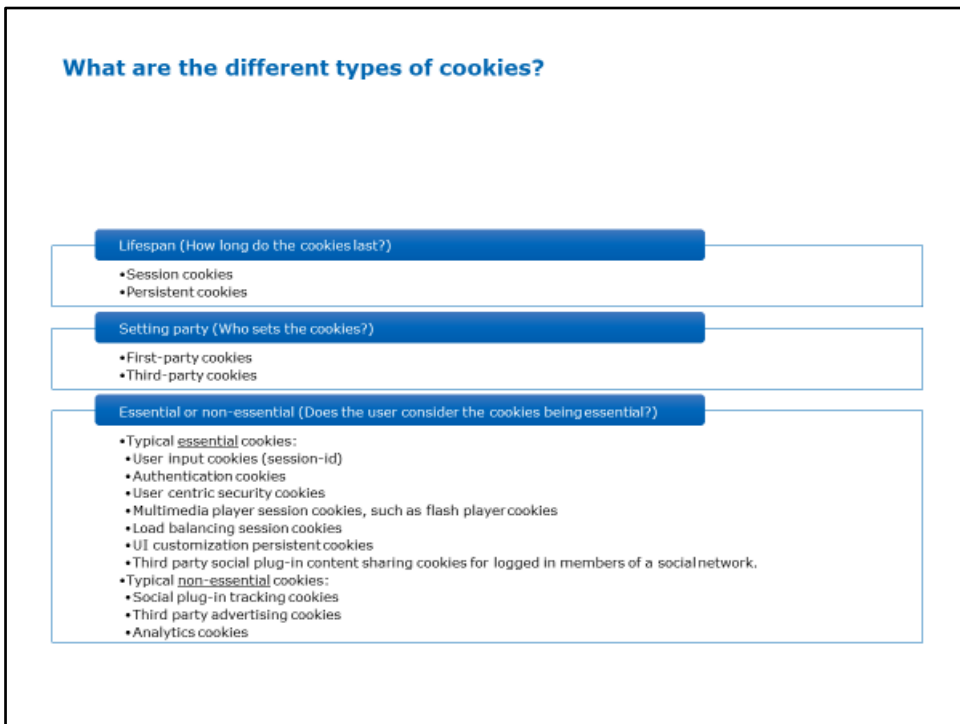 What are the different types of cookies?
Lifespan (How long do the cookies last?)
•Session cookies
•Persistent cookies
Setting party (Who sets the cookies?)
•First-party cookies
•Third-party cookies
Essential or non-essential (Does the user consider the cookies being essential?)
•Typical essential cookies:
•User input cookies (session-id)
•Authentication cookies
•User centric security cookies
•Multimedia player session cookies, such as flash player cookies
•Load balancing session cookies
•UI customization persistent cookies
•Third party social plug-in content sharing cookies for logged in members of a social network.
•Typical non-essential cookies:
•Social plug-in tracking cookies
•Third party advertising cookies
•Analytics cookies